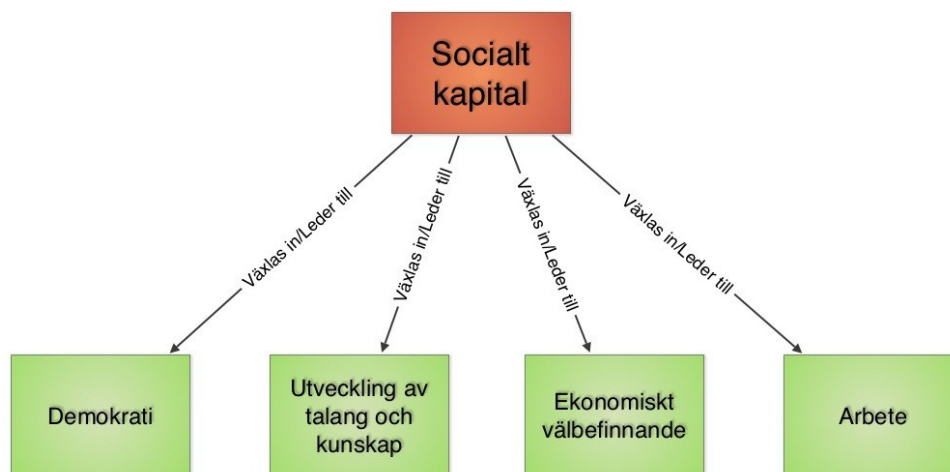 Socialt
kapital
Växlas in/Leder till
Växlas in/Leder till
Växlas in/Leder till
Växlas in/Leder till
Demokrati
Utveckling av
talang och
kunskap
Ekonomiskt
välbefinnande
Arbete